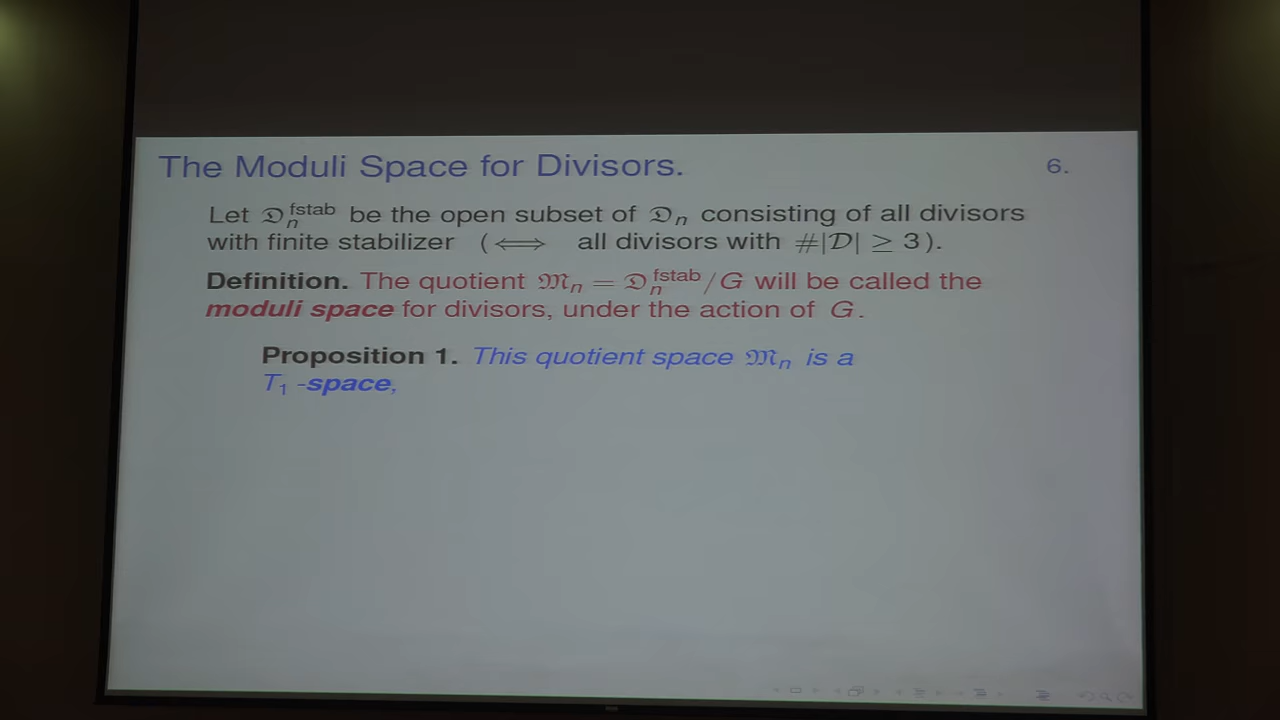 The Moduli Space for Divisors. 6.
Let 𝔇ₙ^fstab be the open subset of 𝔇ₙ consisting of all divisors
with finite stabilizer ( ⟺ all divisors with #|𝒟| ≥ 3 ).
Definition. The quotient 𝔐ₙ = 𝔇ₙ^fstab/G will be called the
moduli space for divisors, under the action of G.
Proposition 1. This quotient space 𝔐ₙ is a
T₁ -space,